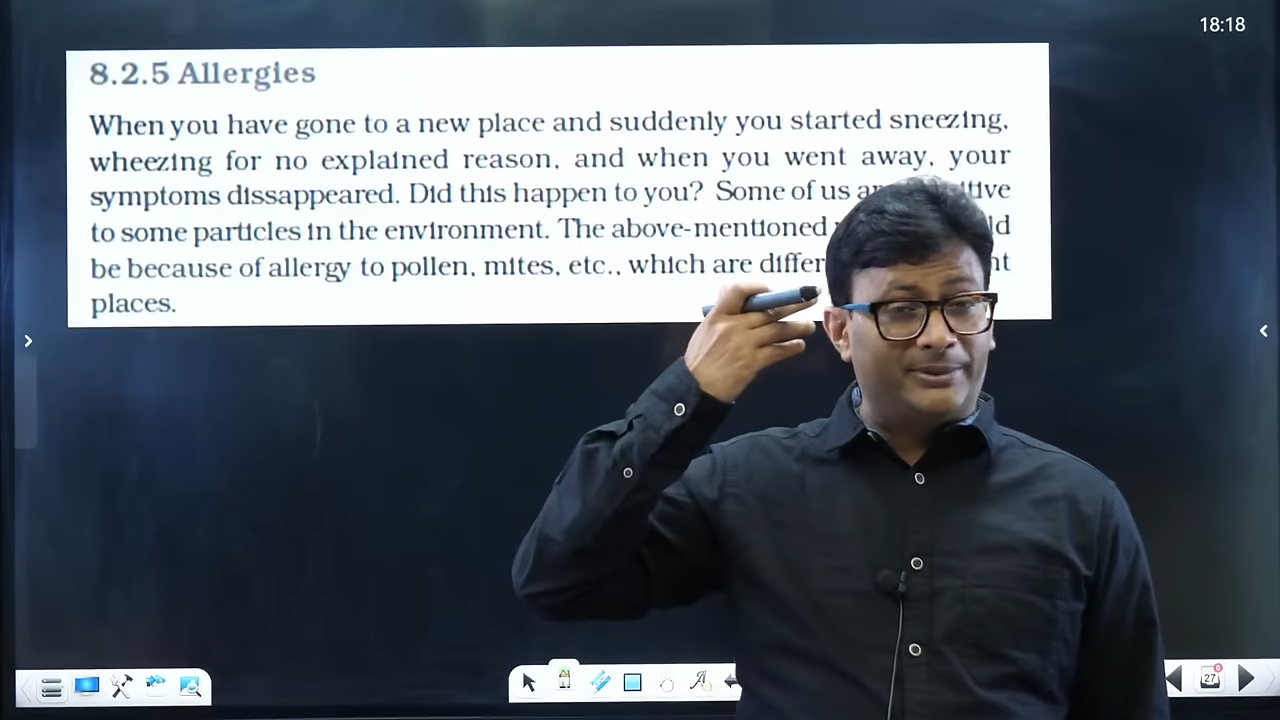 18:18
8.2.5 Allergies
When you have gone to a new place and suddenly you started sneezing,
wheezing for no explained reason, and when you went away, your
symptoms dissappeared. Did this happen to you? Some of us
to some particles in the environment. The above-mentioned
be because of allergy to pollen, mites, etc., which are
places.
27